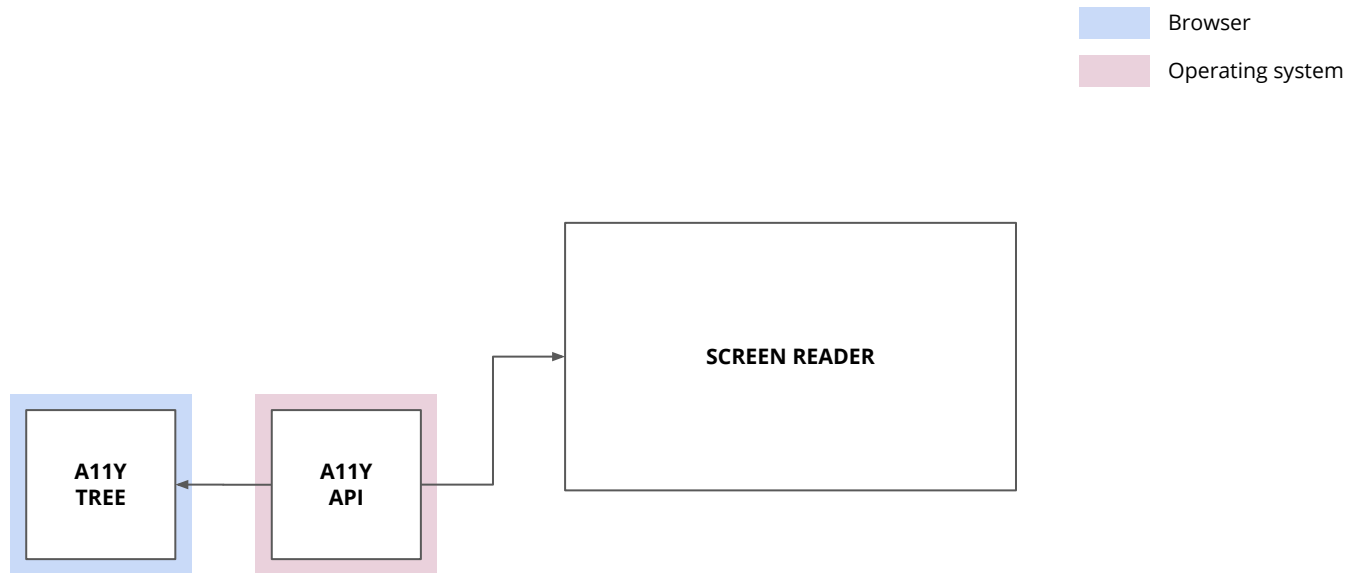 Browser
Operating system
SCREEN READER
A11Y
TREE
A11Y
API